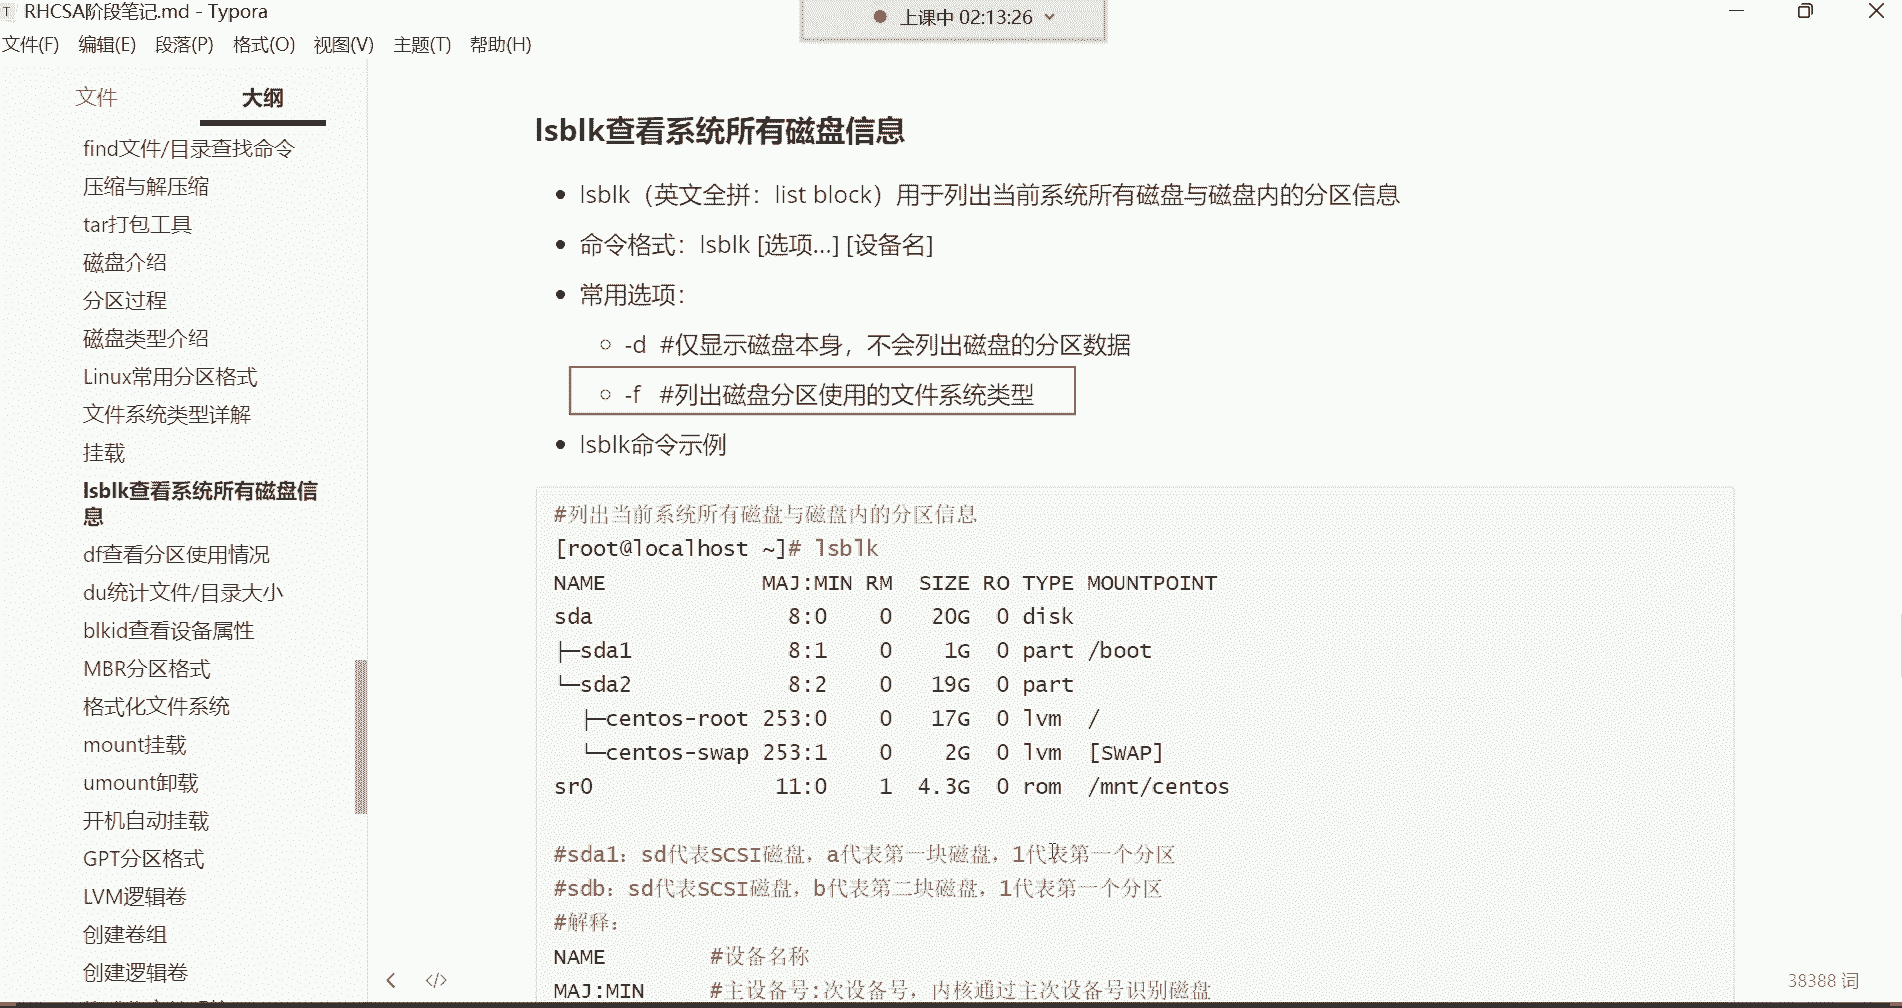 RHCSA阶段笔记.md - Typora
上课中 02:13:26
文件(F) 编辑(E) 段落(P) 格式(O) 视图(V) 主题(T) 帮助(H)
文件 大纲
find文件/目录查找命令
压缩与解压缩
tar打包工具
磁盘介绍
分区过程
磁盘类型介绍
Linux常用分区格式
文件系统类型详解
挂载
lsblk查看系统所有磁盘信
息
df查看分区使用情况
du统计文件/目录大小
blkid查看设备属性
MBR分区格式
格式化文件系统
mount挂载
umount卸载
开机自动挂载
GPT分区格式
LVM逻辑卷
创建卷组
创建逻辑卷
lsblk查看系统所有磁盘信息
lsblk（英文全拼：list block）用于列出当前系统所有磁盘与磁盘内的分区信息
命令格式：lsblk [选项...] [设备名]
常用选项：
-d #仅显示磁盘本身，不会列出磁盘的分区数据
-f #列出磁盘分区使用的文件系统类型
lsblk命令示例
#列出当前系统所有磁盘与磁盘内的分区信息
[root@localhost ~]# lsblk
NAME MAJ:MIN RM SIZE RO TYPE MOUNTPOINT
sda 8:0 0 20G 0 disk
├─sda1 8:1 0 1G 0 part /boot
└─sda2 8:2 0 19G 0 part
├─centos-root 253:0 0 17G 0 lvm /
└─centos-swap 253:1 0 2G 0 lvm [SWAP]
sr0 11:0 1 4.3G 0 rom /mnt/centos
#sda1：sd代表SCSI磁盘，a代表第一块磁盘，1代表第一个分区
#sdb：sd代表SCSI磁盘，b代表第二块磁盘，1代表第一个分区
#解释：
NAME #设备名称
MAJ:MIN #主设备号:次设备号，内核通过主次设备号识别磁盘
38388 词